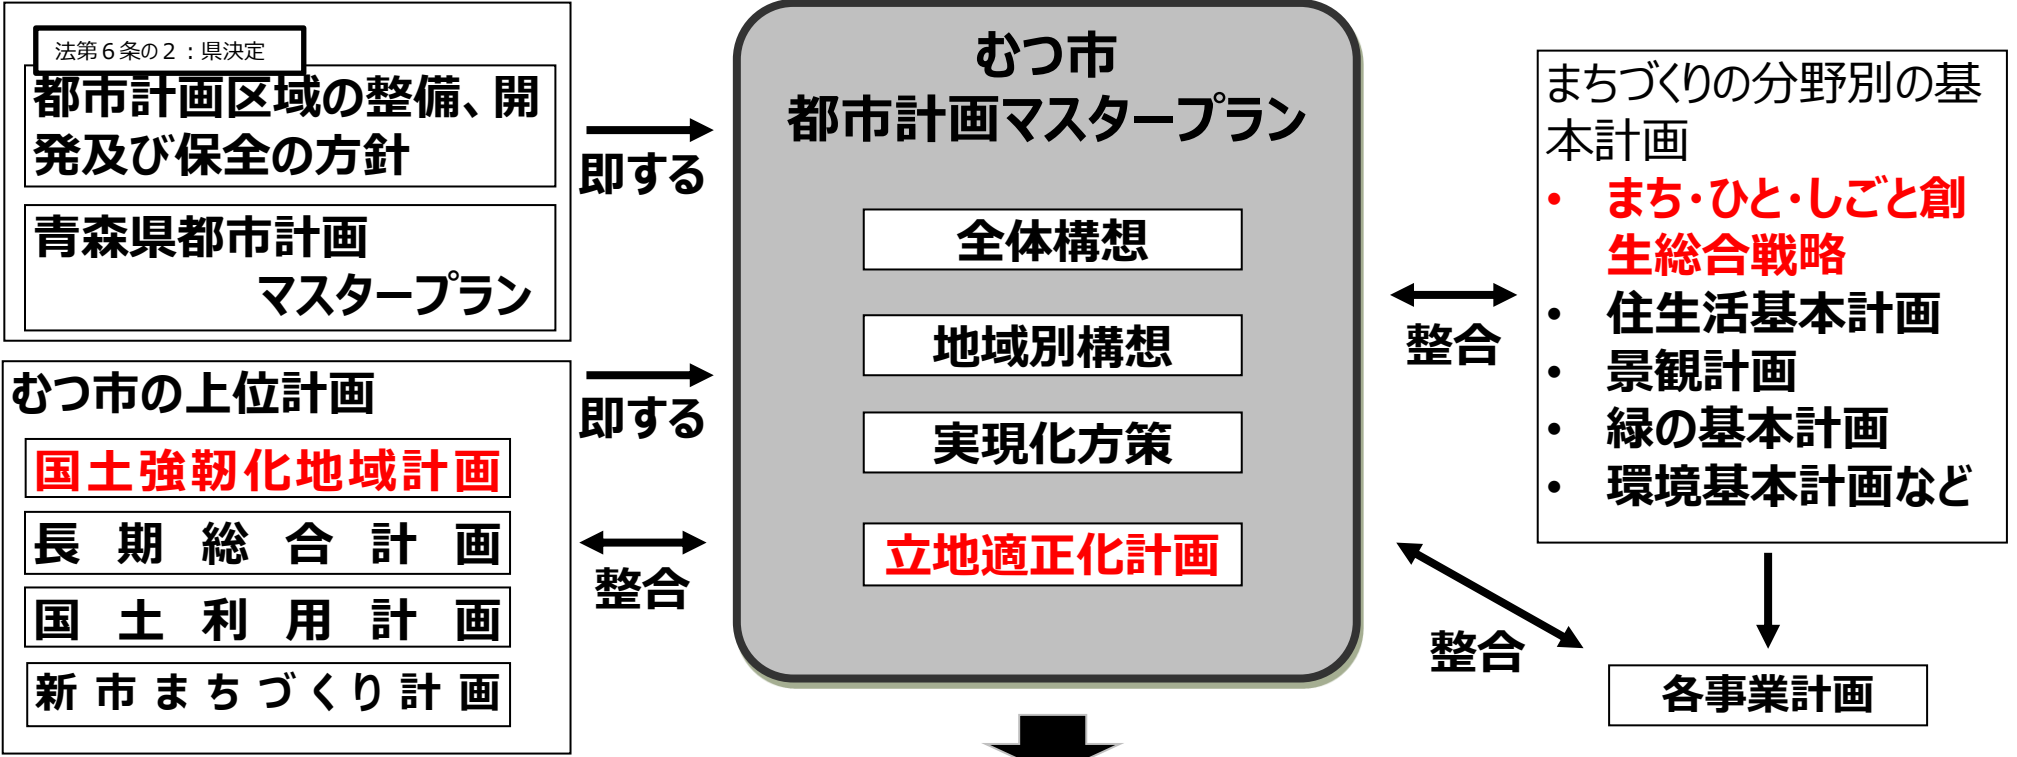 法第６条の２：県決定
都市計画区域の整備、開
発及び保全の方針
青森県都市計画
マスタープラン
即する
むつ市の上位計画
国土強靭化地域計画
長期総合計画
国土利用計画
新市まちづくり計画
即する
整合
むつ市
都市計画マスタープラン
全体構想
地域別構想
実現化方策
立地適正化計画
整合
まちづくりの分野別の基
本計画
• まち・ひと・しごと創
生総合戦略
• 住生活基本計画
• 景観計画
• 緑の基本計画
• 環境基本計画など
整合
各事業計画